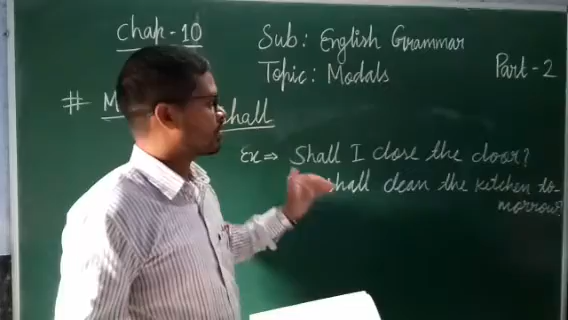 Chap-10
Sub: English Grammar
Topic: Modals
Part-2
# shall
Ex ⇒ Shall I close the door?
shall clean the ketchen to-
morrow?